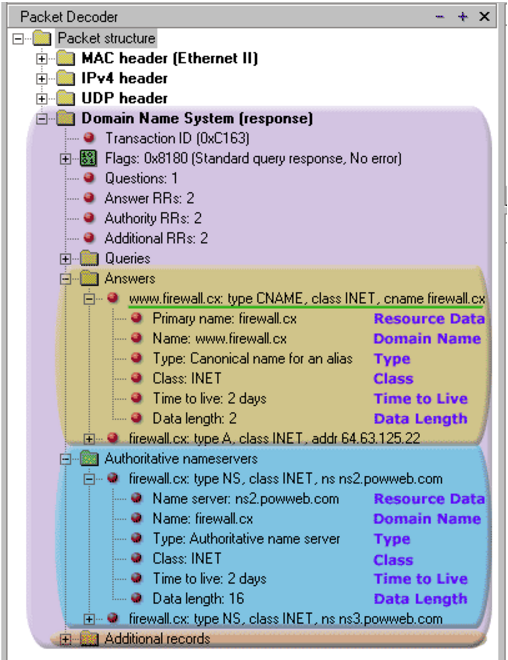 Packet Decoder - + ×
Packet structure
MAC header (Ethernet II)
IPv4 header
UDP header
Domain Name System (response)
Transaction ID (0xC163)
Flags: 0x8180 (Standard query response, No error)
Questions: 1
Answer RRs: 2
Authority RRs: 2
Additional RRs: 2
Queries
Answers
www.firewall.cx: type CNAME, class INET, cname firewall.cx
Primary name: firewall.cx Resource Data
Name: www.firewall.cx Domain Name
Type: Canonical name for an alias Type
Class: INET Class
Time to live: 2 days Time to Live
Data length: 2 Data Length
firewall.cx: type A, class INET, addr 64.63.125.22
Authoritative nameservers
firewall.cx: type NS, class INET, ns ns2.powweb.com
Name server: ns2.powweb.com Resource Data
Name: firewall.cx Domain Name
Type: Authoritative name server Type
Class: INET Class
Time to live: 2 days Time to Live
Data length: 16 Data Length
firewall.cx: type NS, class INET, ns ns3.powweb.com
Additional records